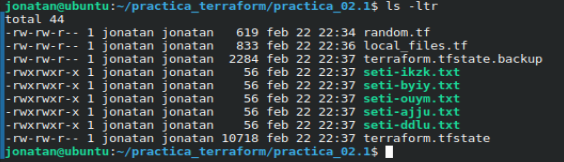 jonatan@ubuntu:~/practica_terraform/practica_02.1$ ls -ltr
total 44
-rw-rw-r-- 1 jonatan jonatan   619 feb 22 22:34 random.tf
-rw-rw-r-- 1 jonatan jonatan   833 feb 22 22:36 local_files.tf
-rw-rw-r-- 1 jonatan jonatan  2284 feb 22 22:37 terraform.tfstate.backup
-rwxrwxr-x 1 jonatan jonatan    56 feb 22 22:37 seti-ikzk.txt
-rwxrwxr-x 1 jonatan jonatan    56 feb 22 22:37 seti-byiy.txt
-rwxrwxr-x 1 jonatan jonatan    56 feb 22 22:37 seti-ouym.txt
-rwxrwxr-x 1 jonatan jonatan    56 feb 22 22:37 seti-ajju.txt
-rwxrwxr-x 1 jonatan jonatan    56 feb 22 22:37 seti-ddlu.txt
-rw-rw-r-- 1 jonatan jonatan 10718 feb 22 22:37 terraform.tfstate
jonatan@ubuntu:~/practica_terraform/practica_02.1$